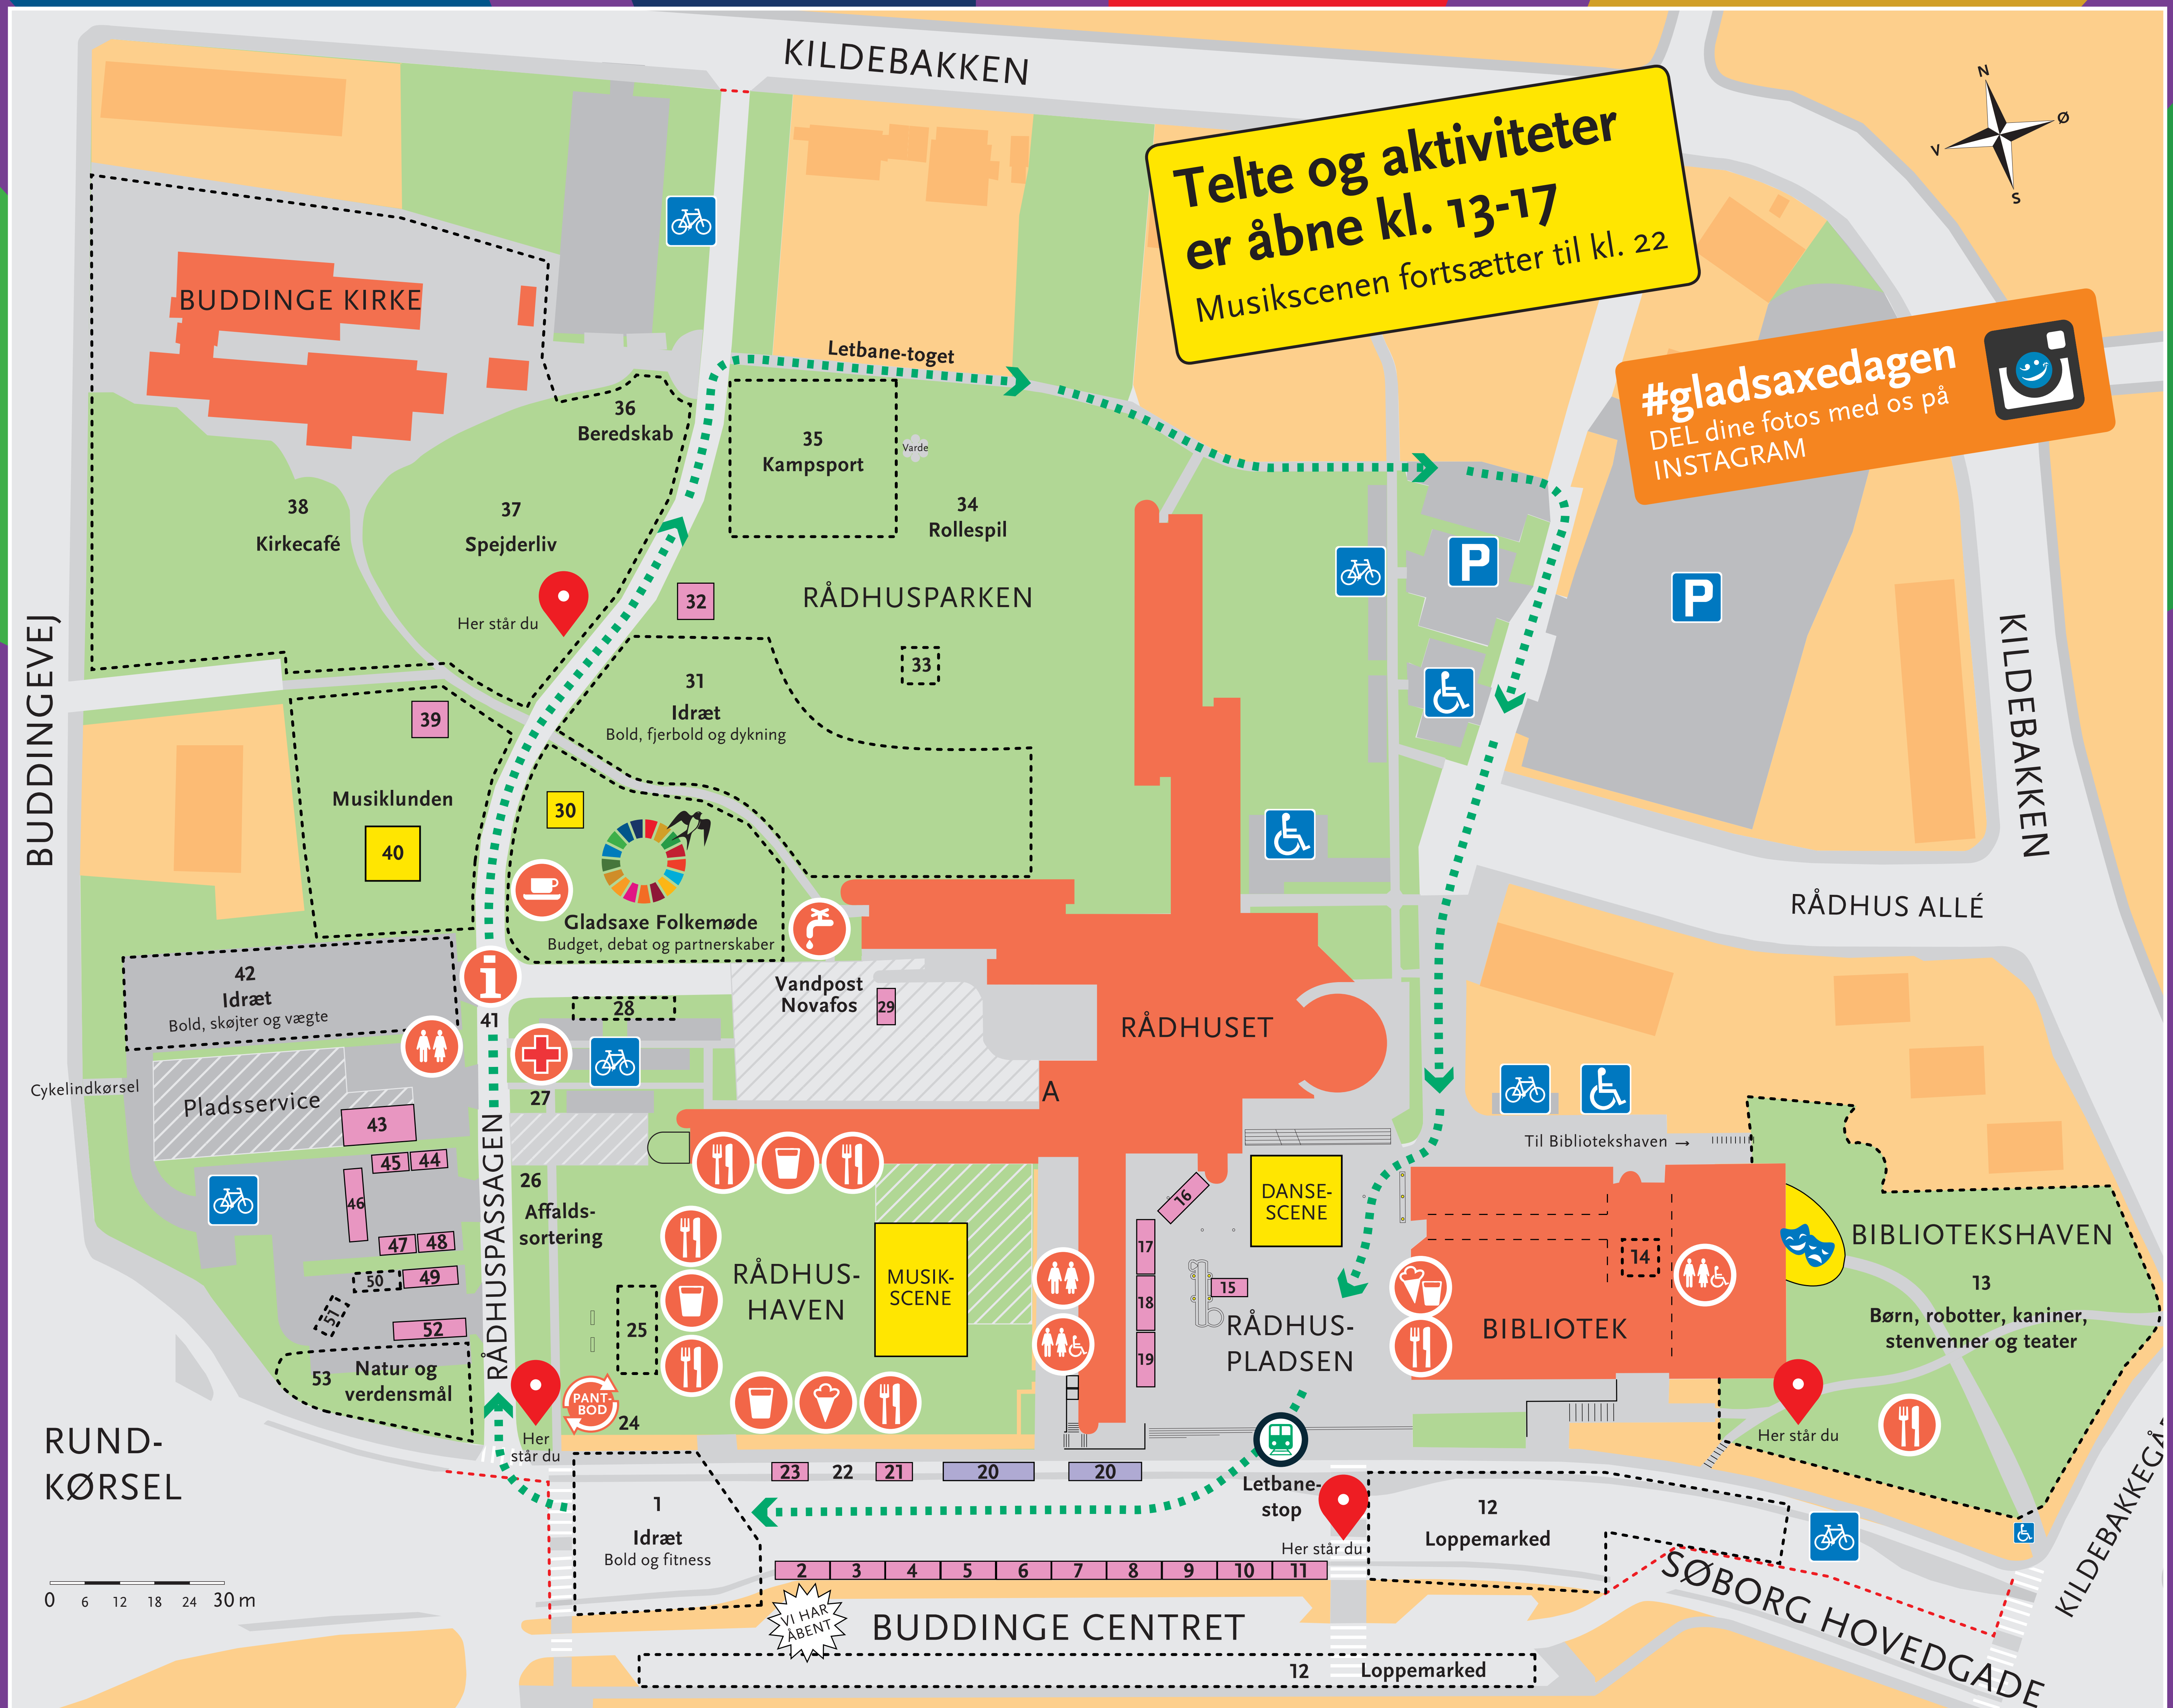 KILDEBAKKEN
Telte og aktiviteter
er åbne kl. 13-17
Musikscenen fortsætter til kl. 22
N
Ø
V
S
#gladsaxedagen
DEL dine fotos med os på
INSTAGRAM
BUDDINGE KIRKE
Letbane-toget
36
Beredskab
35
Kampsport
Varde
34
Rollespil
38
Kirkecafé
37
Spejderliv
Her står du
32
RÅDHUSPARKEN
P
P
33
31
Idræt
Bold, fjerbold og dykning
BUDDINGEVEJ
KILDEBAKKEN
39
Musiklunden
40
30
Gladsaxe Folkemøde
Budget, debat og partnerskaber
RÅDHUS ALLÉ
42
Idræt
Bold, skøjter og vægte
i
41
28
Vandpost
Novafos
29
RÅDHUSET
A
Cykelindkørsel
Pladsservice
27
43
45
44
46
47
48
50
49
51
52
RÅDHUSPASSAGEN
26
Affalds-
sortering
25
RÅDHUS-
HAVEN
MUSIK-
SCENE
16
17
18
19
15
DANSE-
SCENE
RÅDHUS-
PLADSEN
Til Bibliotekshaven →
14
BIBLIOTEK
BIBLIOTEKSHAVEN
13
Børn, robotter, kaniner,
stenvenner og teater
Her står du
53
Natur og
verdensmål
PANT-
BOD
24
Her
står du
RUND-
KØRSEL
23
22
21
20
20
Letbane-
stop
Her står du
1
Idræt
Bold og fitness
12
Loppemarked
2
3
4
5
6
7
8
9
10
11
VI HAR
ÅBENT
BUDDINGE CENTRET
12
Loppemarked
SØBORG HOVEDGADE
0
6
12
18
24
30 m